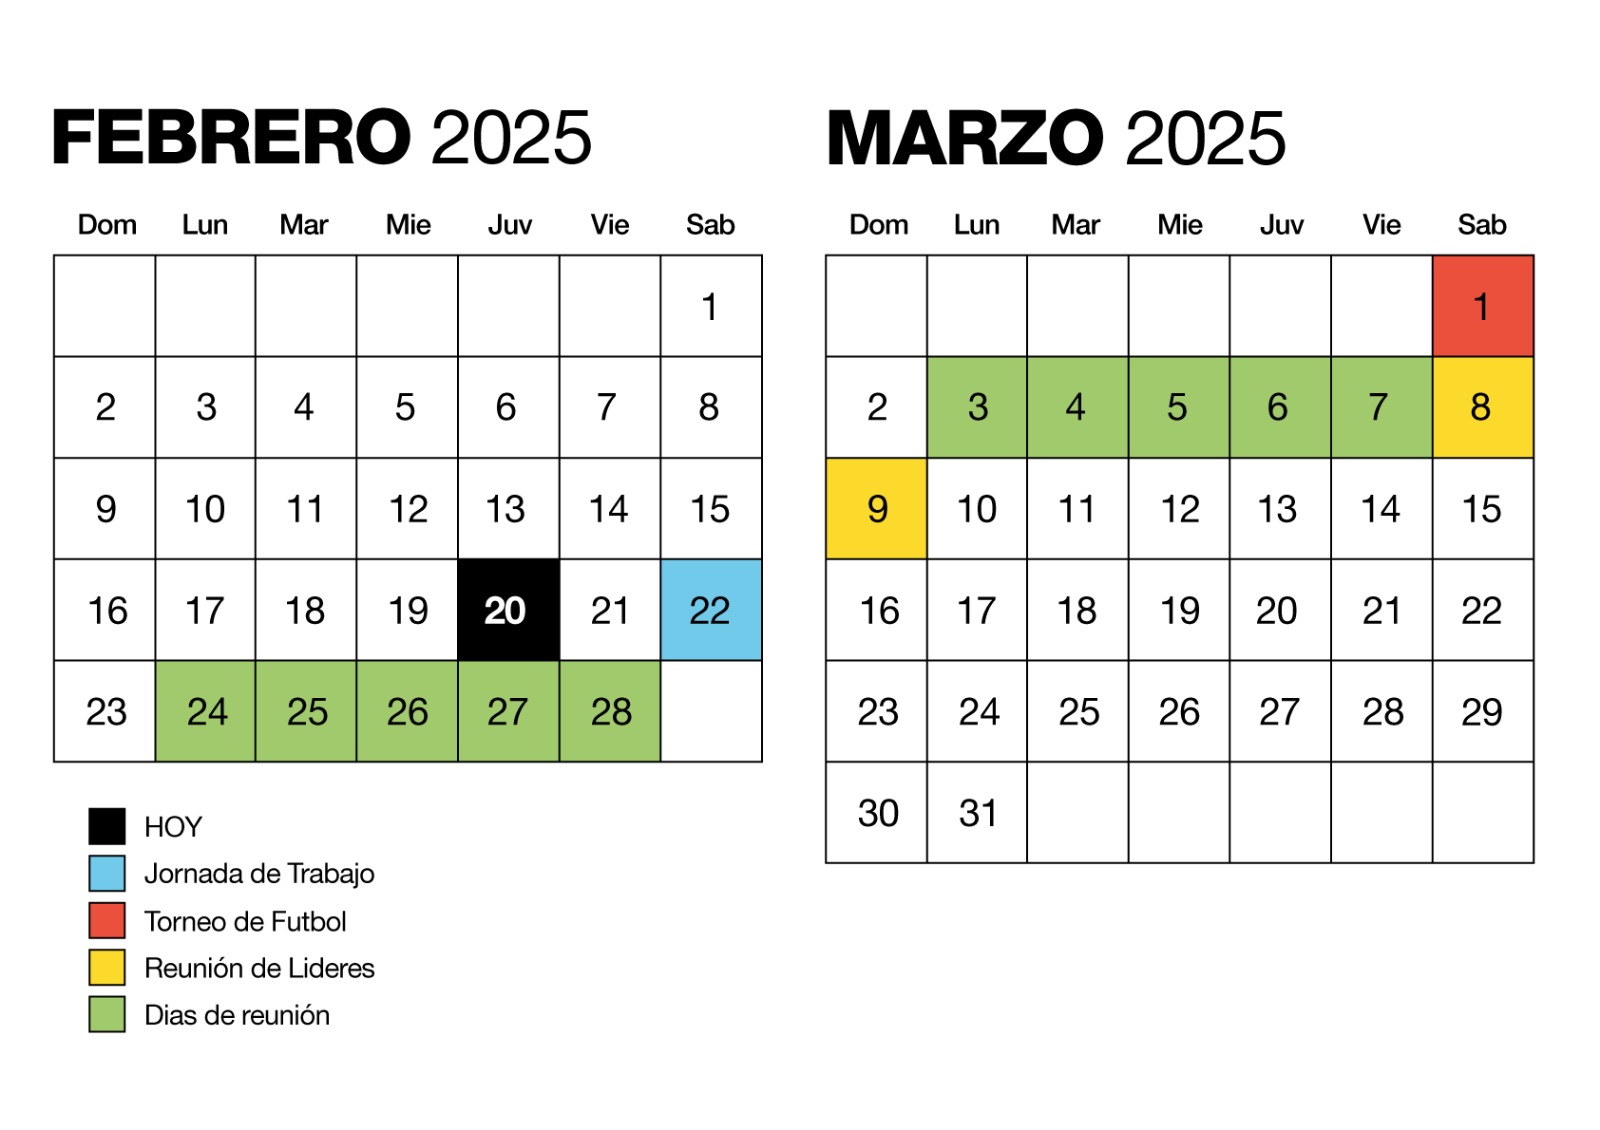 FEBRERO 2025
Dom Lun Mar Mie Juv Vie Sab
1
2 3 4 5 6 7 8
9 10 11 12 13 14 15
16 17 18 19 20 21 22
23 24 25 26 27 28
HOY
Jornada de Trabajo
Torneo de Futbol
Reunión de Lideres
Dias de reunión
MARZO 2025
Dom Lun Mar Mie Juv Vie Sab
1
2 3 4 5 6 7 8
9 10 11 12 13 14 15
16 17 18 19 20 21 22
23 24 25 26 27 28 29
30 31